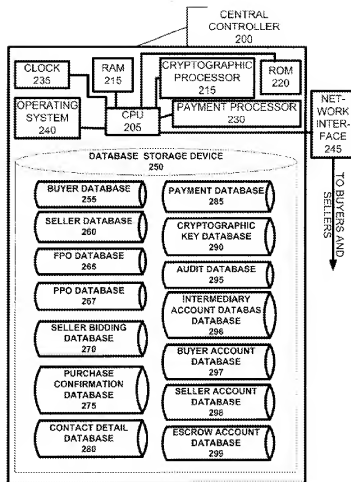 CENTRAL
CONTROLLER
200
CLOCK
235
RAM
215
CRYPTOGRAPHIC
PROCESSOR
215
ROM
220
OPERATING
SYSTEM
240
CPU
205
PAYMENT PROCESSOR
230
NET-
WORK
INTER-
FACE
245
TO BUYERS AND
SELLERS
DATABASE STORAGE DEVICE
250
BUYER DATABASE
255
SELLER DATABASE
260
FPO DATABASE
265
PPO DATABASE
267
SELLER BIDDING
DATABASE
270
PURCHASE
CONFIRMATION
DATABASE
275
CONTACT DETAIL
DATABASE
280
PAYMENT DATABASE
285
CRYPTOGRAPHIC
KEY DATABASE
290
AUDIT DATABASE
295
INTERMEDIARY
ACCOUNT DATABAS
DATABASE
296
BUYER ACCOUNT
DATABASE
297
SELLER ACCOUNT
DATABASE
298
ESCROW ACCOUNT
DATABASE
299